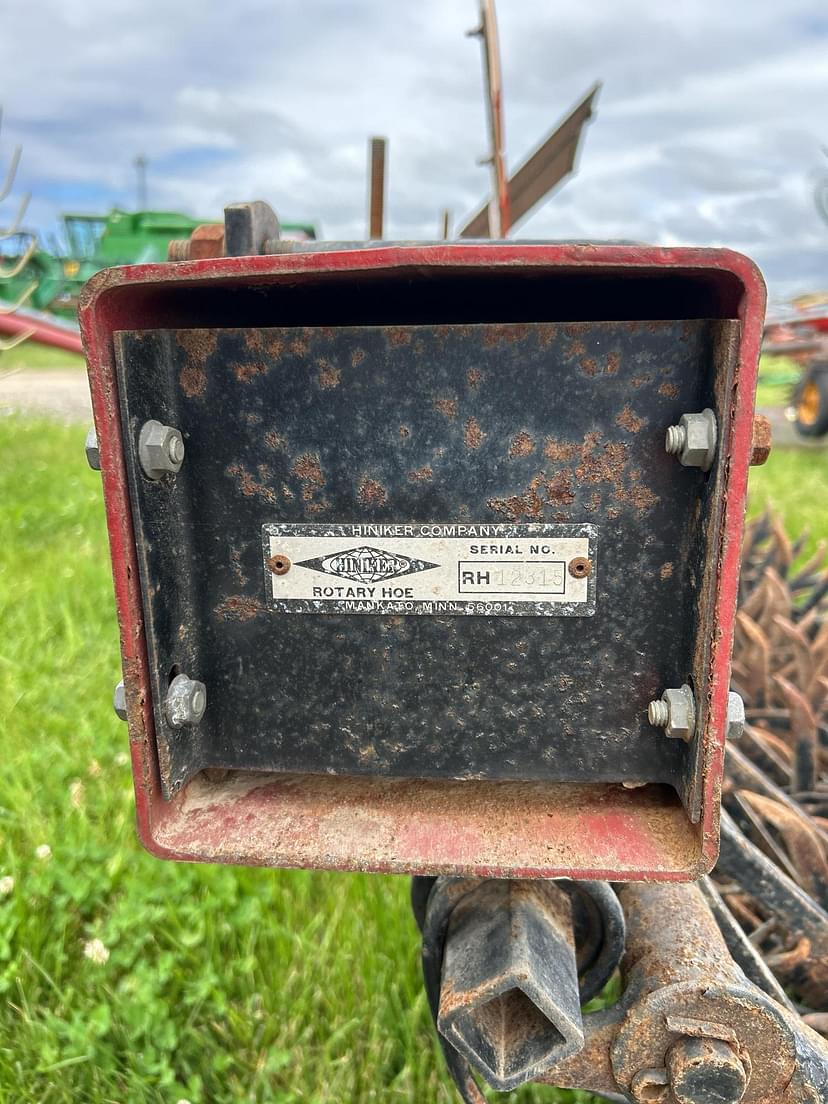 HINIKER COMPANY
HINIKER®
SERIAL NO.
RH 12315
ROTARY HOE
MANKATO, MINN. 56001